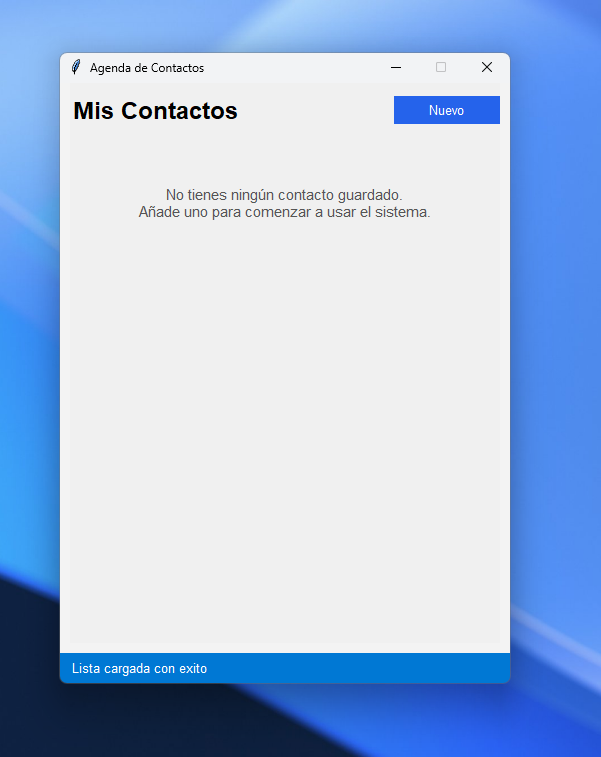 Agenda de Contactos
Mis Contactos
Nuevo
No tienes ningún contacto guardado.
Añade uno para comenzar a usar el sistema.
Lista cargada con exito